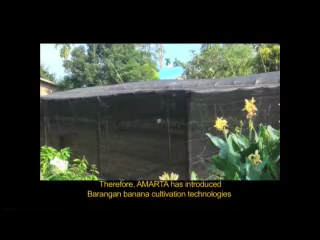 Therefore, AMARTA has introduced
Barangan banana cultivation technologies